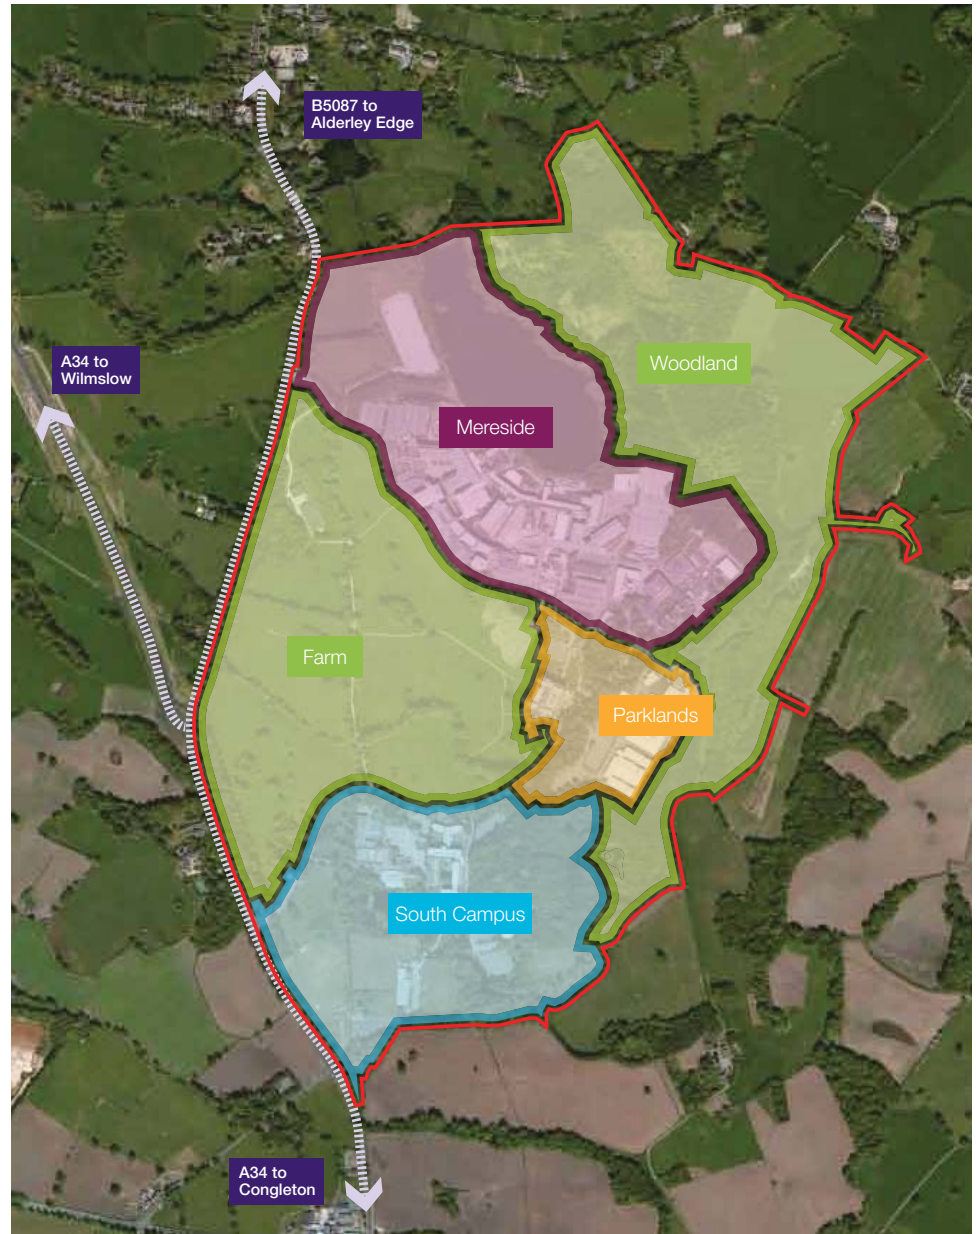 B5087 to
Alderley Edge
A34 to
Wilmslow
Woodland
Mereside
Farm
Parklands
South Campus
A34 to
Congleton